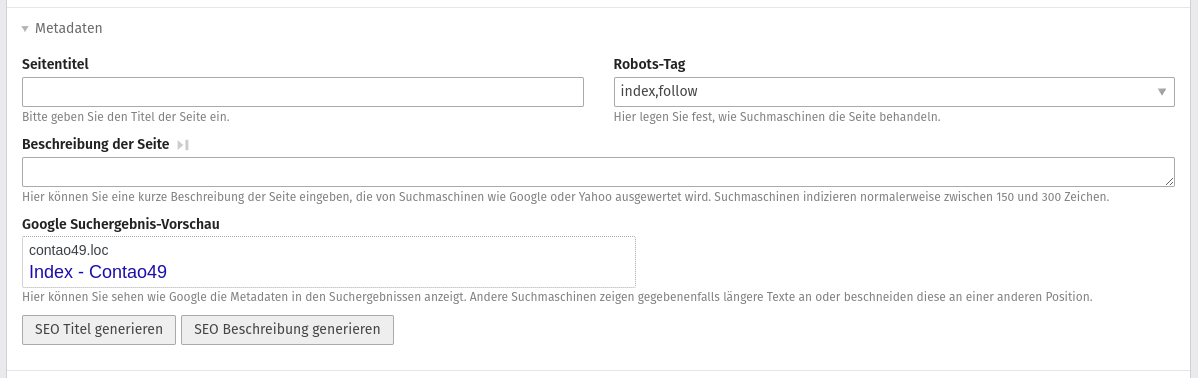 Metadaten
Seitentitel
Robots-Tag
index,follow
Bitte geben Sie den Titel der Seite ein.
Hier legen Sie fest, wie Suchmaschinen die Seite behandeln.
Beschreibung der Seite
Hier können Sie eine kurze Beschreibung der Seite eingeben, die von Suchmaschinen wie Google oder Yahoo ausgewertet wird. Suchmaschinen indizieren normalerweise zwischen 150 und 300 Zeichen.
Google Suchergebnis-Vorschau
contao49.loc
Index - Contao49
Hier können Sie sehen wie Google die Metadaten in den Suchergebnissen anzeigt. Andere Suchmaschinen zeigen gegebenenfalls längere Texte an oder beschneiden diese an einer anderen Position.
SEO Titel generieren
SEO Beschreibung generieren